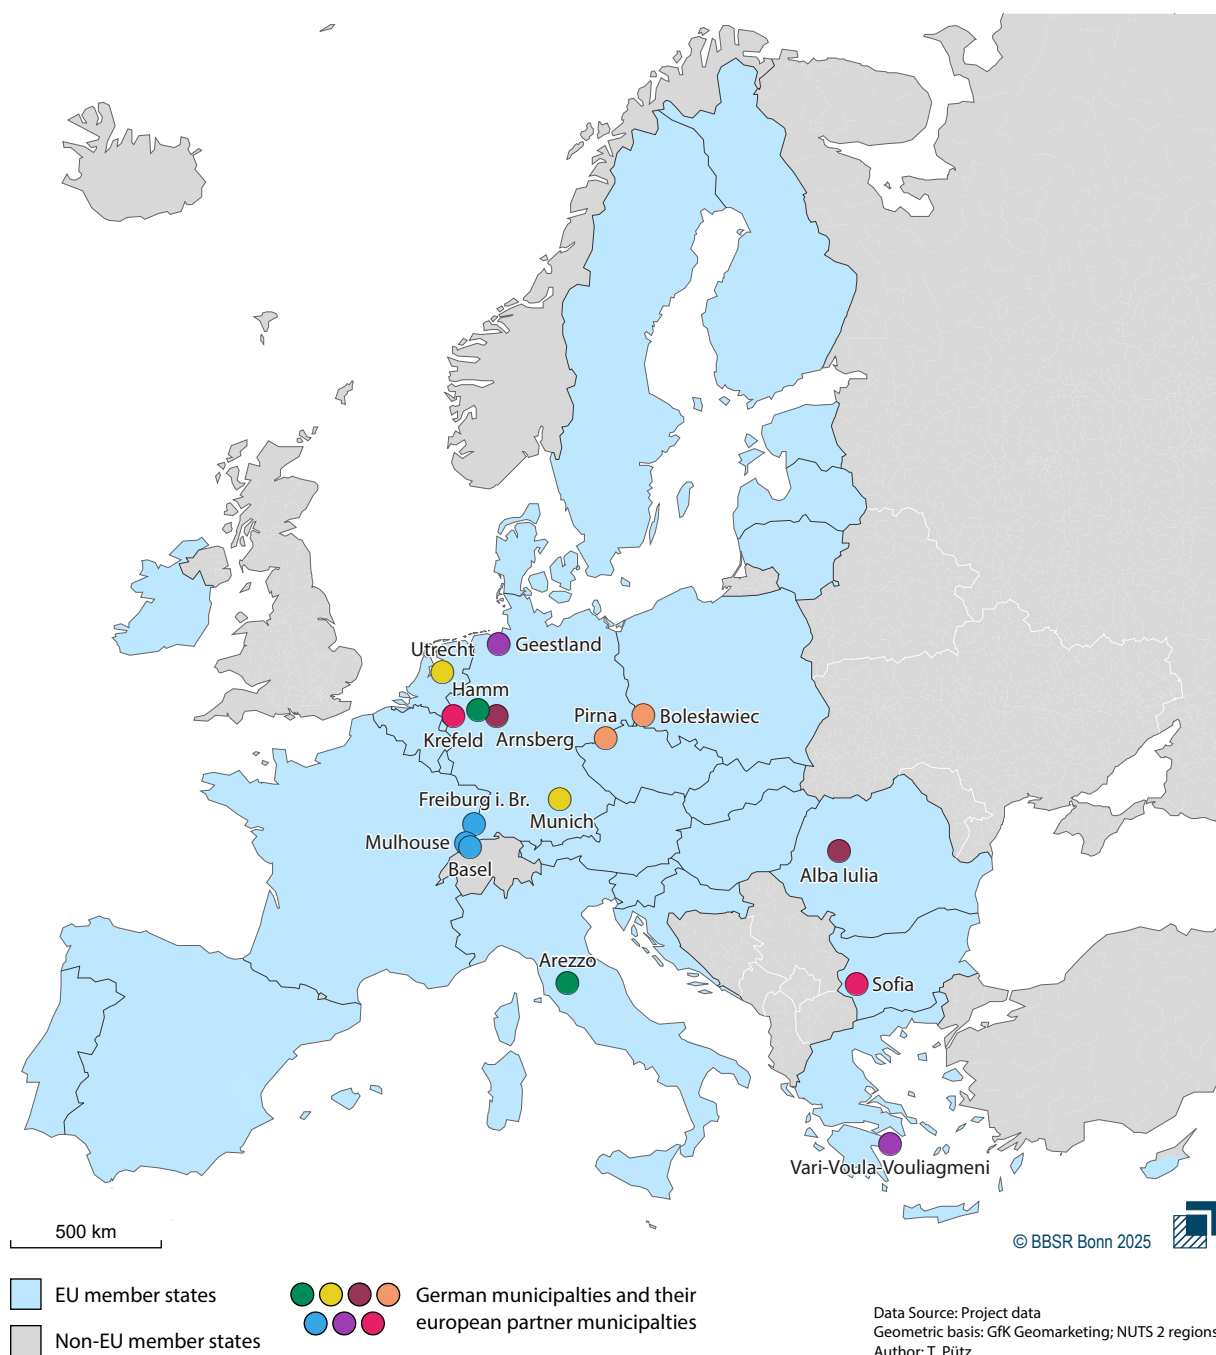 Utrecht
Geestland
Hamm
Pirna
Bolesławiec
Krefeld
Arnsberg
Freiburg i. Br.
Munich
Mulhouse
Basel
Alba Iulia
Arezzo
Sofia
Vari-Voula-Vouliagmeni
500 km
© BBSR Bonn 2025
EU member states
Non-EU member states
German municipalties and their
european partner municipalties
Data Source: Project data
Geometric basis: GfK Geomarketing; NUTS 2 regions
Author: T. Pütz